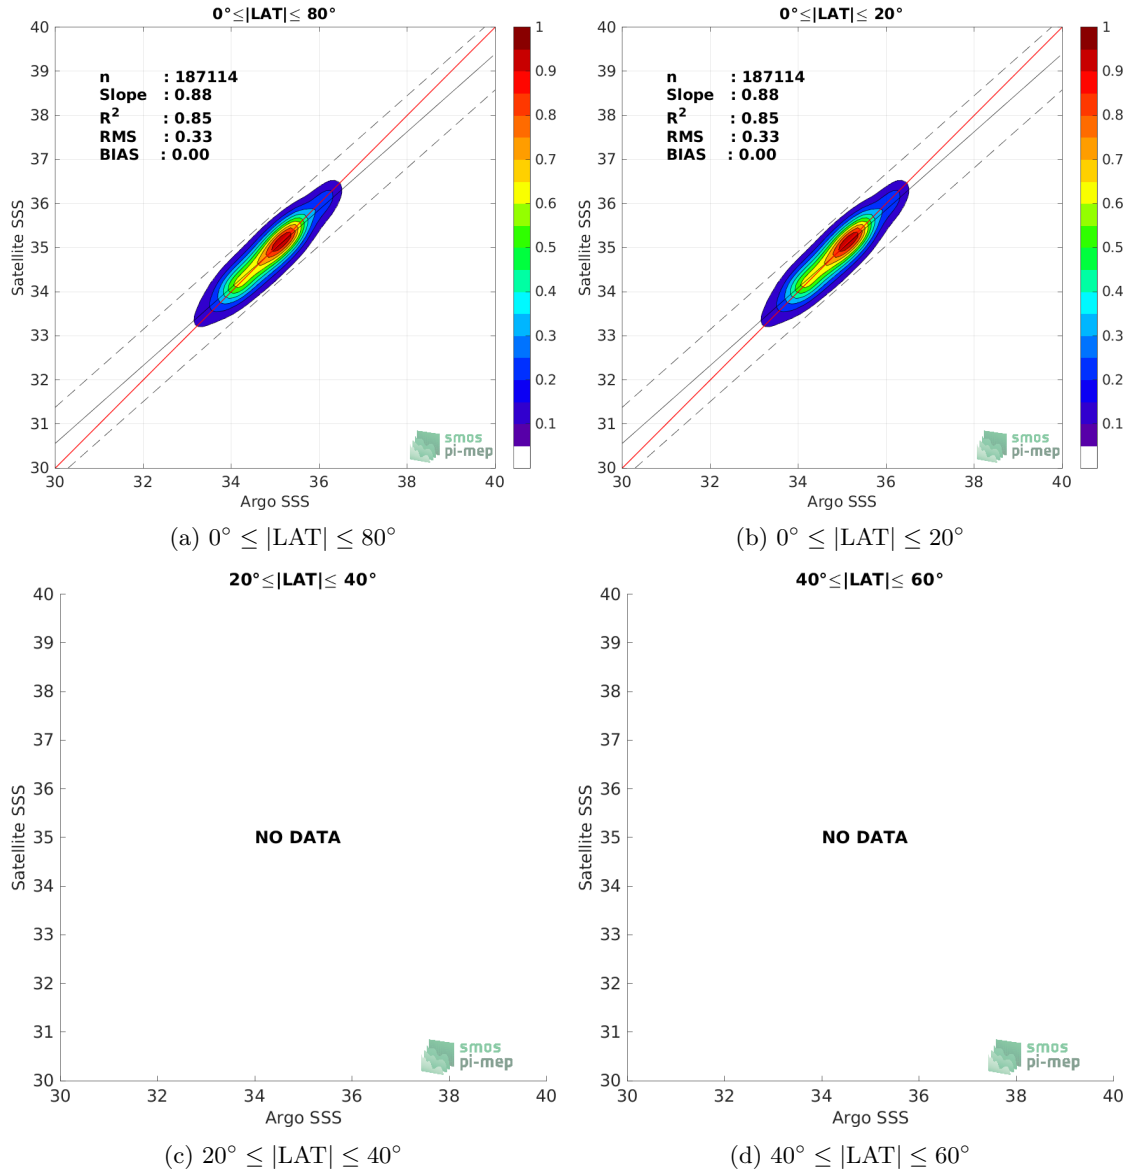 0°≤|LAT|≤ 80°
40
39
38
37
36
35
34
33
32
31
30
Satellite SSS
n : 187114
Slope : 0.88
R² : 0.85
RMS : 0.33
BIAS : 0.00
smos
pi-mep
30 32 34 36 38 40
Argo SSS
1
0.9
0.8
0.7
0.6
0.5
0.4
0.3
0.2
0.1
(a) 0° ≤ |LAT| ≤ 80°
0°≤|LAT|≤ 20°
40
39
38
37
36
35
34
33
32
31
30
Satellite SSS
n : 187114
Slope : 0.88
R² : 0.85
RMS : 0.33
BIAS : 0.00
smos
pi-mep
30 32 34 36 38 40
Argo SSS
1
0.9
0.8
0.7
0.6
0.5
0.4
0.3
0.2
0.1
(b) 0° ≤ |LAT| ≤ 20°
20°≤|LAT|≤ 40°
40
39
38
37
36
35
34
33
32
31
30
Satellite SSS
NO DATA
smos
pi-mep
30 32 34 36 38 40
Argo SSS
(c) 20° ≤ |LAT| ≤ 40°
40°≤|LAT|≤ 60°
40
39
38
37
36
35
34
33
32
31
30
Satellite SSS
NO DATA
smos
pi-mep
30 32 34 36 38 40
Argo SSS
(d) 40° ≤ |LAT| ≤ 60°